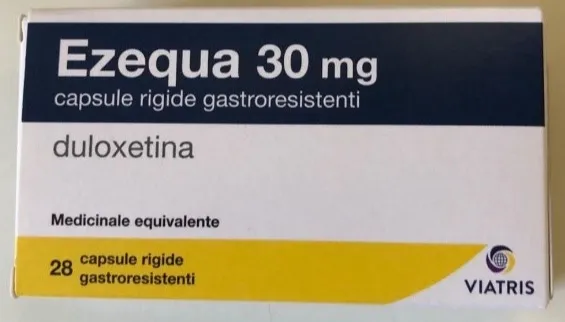 Ezequa 30 mg
capsule rigide gastroresistenti
duloxetina
Medicinale equivalente
28 capsule rigide
gastroresistenti
VIATRIS